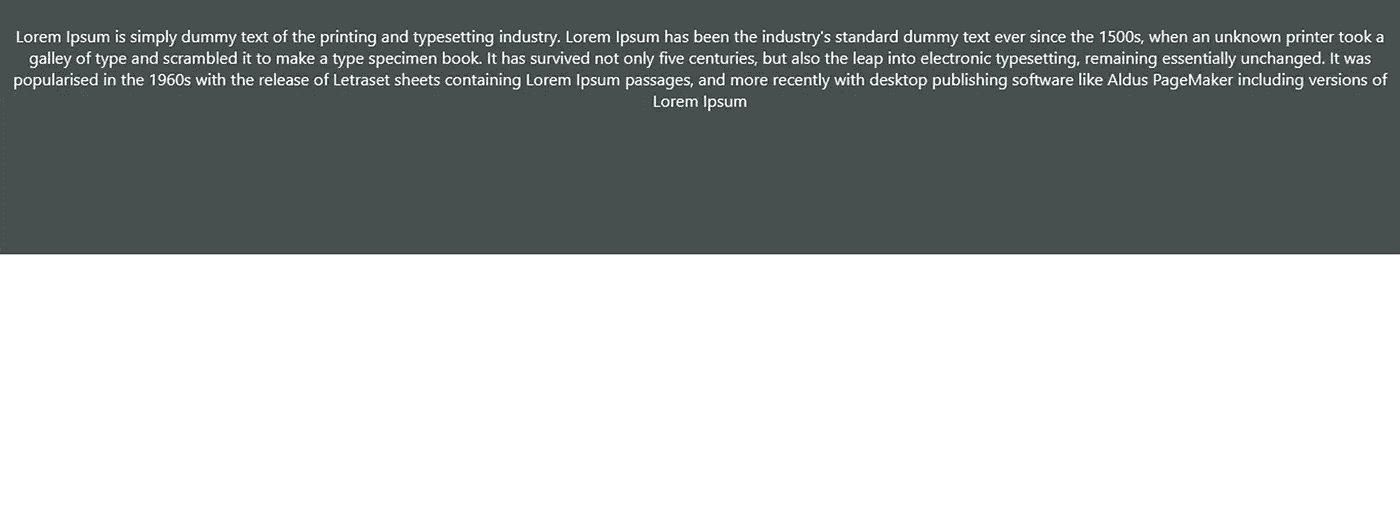 Lorem Ipsum is simply dummy text of the printing and typesetting industry. Lorem Ipsum has been the industry's standard dummy text ever since the 1500s, when an unknown printer took a
galley of type and scrambled it to make a type specimen book. It has survived not only five centuries, but also the leap into electronic typesetting, remaining essentially unchanged. It was
popularised in the 1960s with the release of Letraset sheets containing Lorem Ipsum passages, and more recently with desktop publishing software like Aldus PageMaker including versions of
Lorem Ipsum